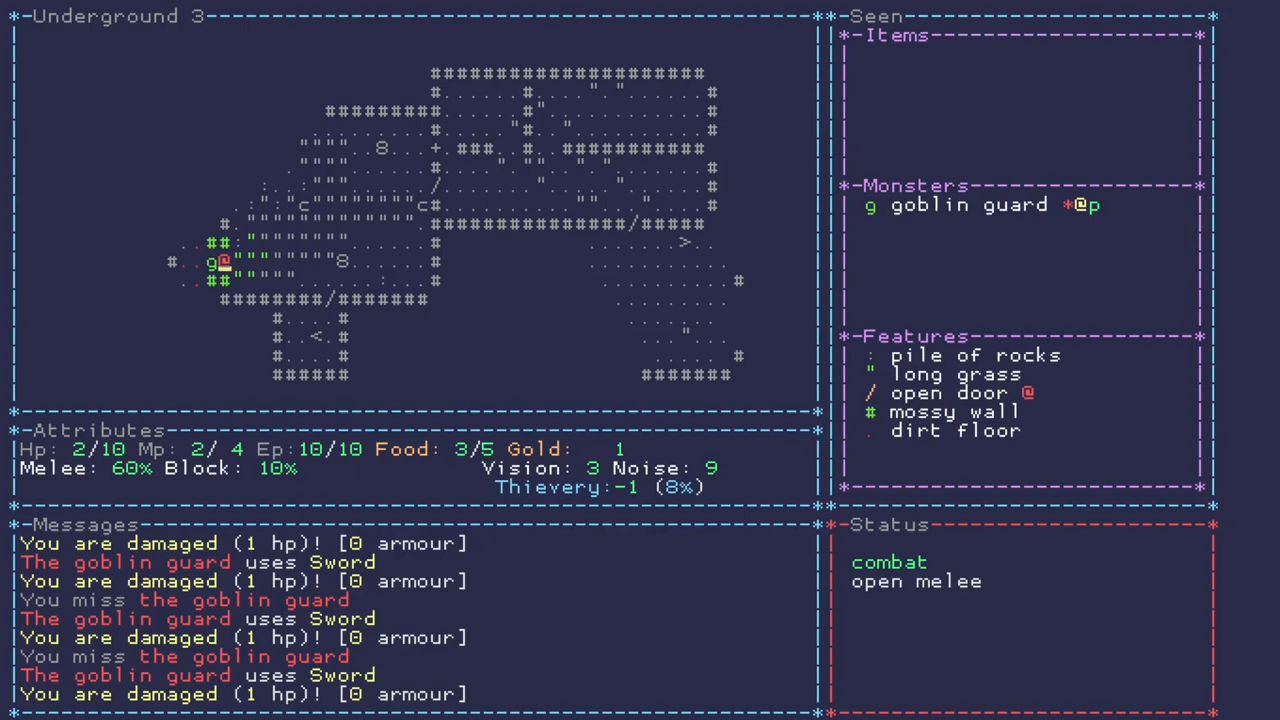 Underground 3
Seen
Items
Monsters
g goblin guard *@p
Features
: pile of rocks
" long grass
/ open door @
# mossy wall
. dirt floor
Attributes
Hp: 2/10 Mp: 2/ 4 Ep:10/10 Food: 3/5 Gold: 1
Melee: 60% Block: 10% Vision: 3 Noise: 9
Thievery:-1 (8%)
Messages
You are damaged (1 hp)! [0 armour]
The goblin guard uses Sword
You are damaged (1 hp)! [0 armour]
You miss the goblin guard
The goblin guard uses Sword
You are damaged (1 hp)! [0 armour]
You miss the goblin guard
The goblin guard uses Sword
You are damaged (1 hp)! [0 armour]
Status
combat
open melee